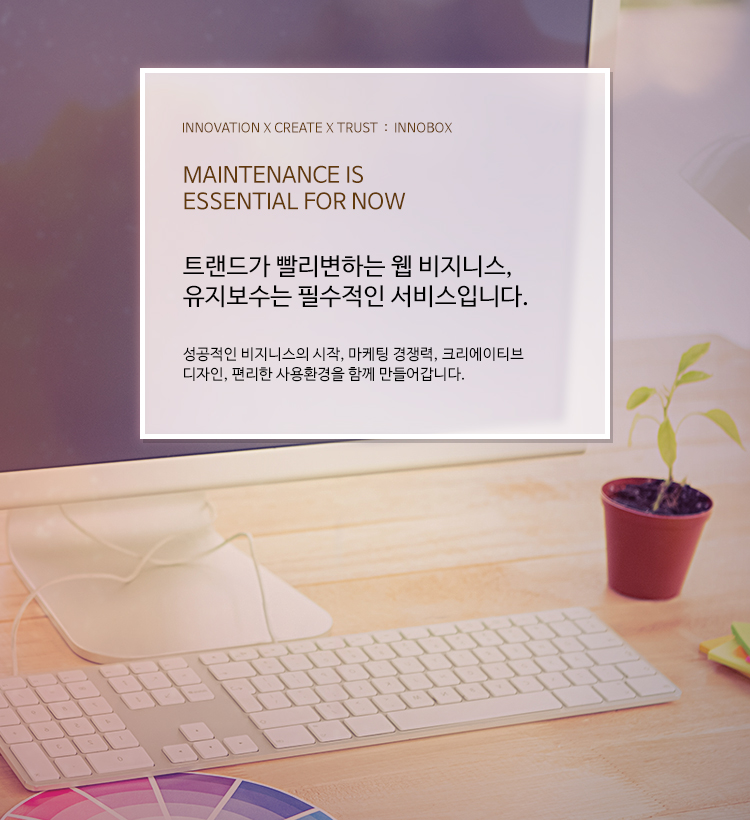 INNOVATION X CREATE X TRUST : INNOBOX
MAINTENANCE IS
ESSENTIAL FOR NOW
트랜드가 빨리변하는 웹 비지니스,
유지보수는 필수적인 서비스입니다.
성공적인 비지니스의 시작, 마케팅 경쟁력, 크리에이티브
디자인, 편리한 사용환경을 함께 만들어갑니다.